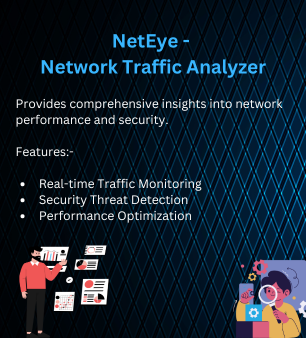 NetEye -
Network Traffic Analyzer
Provides comprehensive insights into network
performance and security.
Features:-
• Real-time Traffic Monitoring
• Security Threat Detection
• Performance Optimization